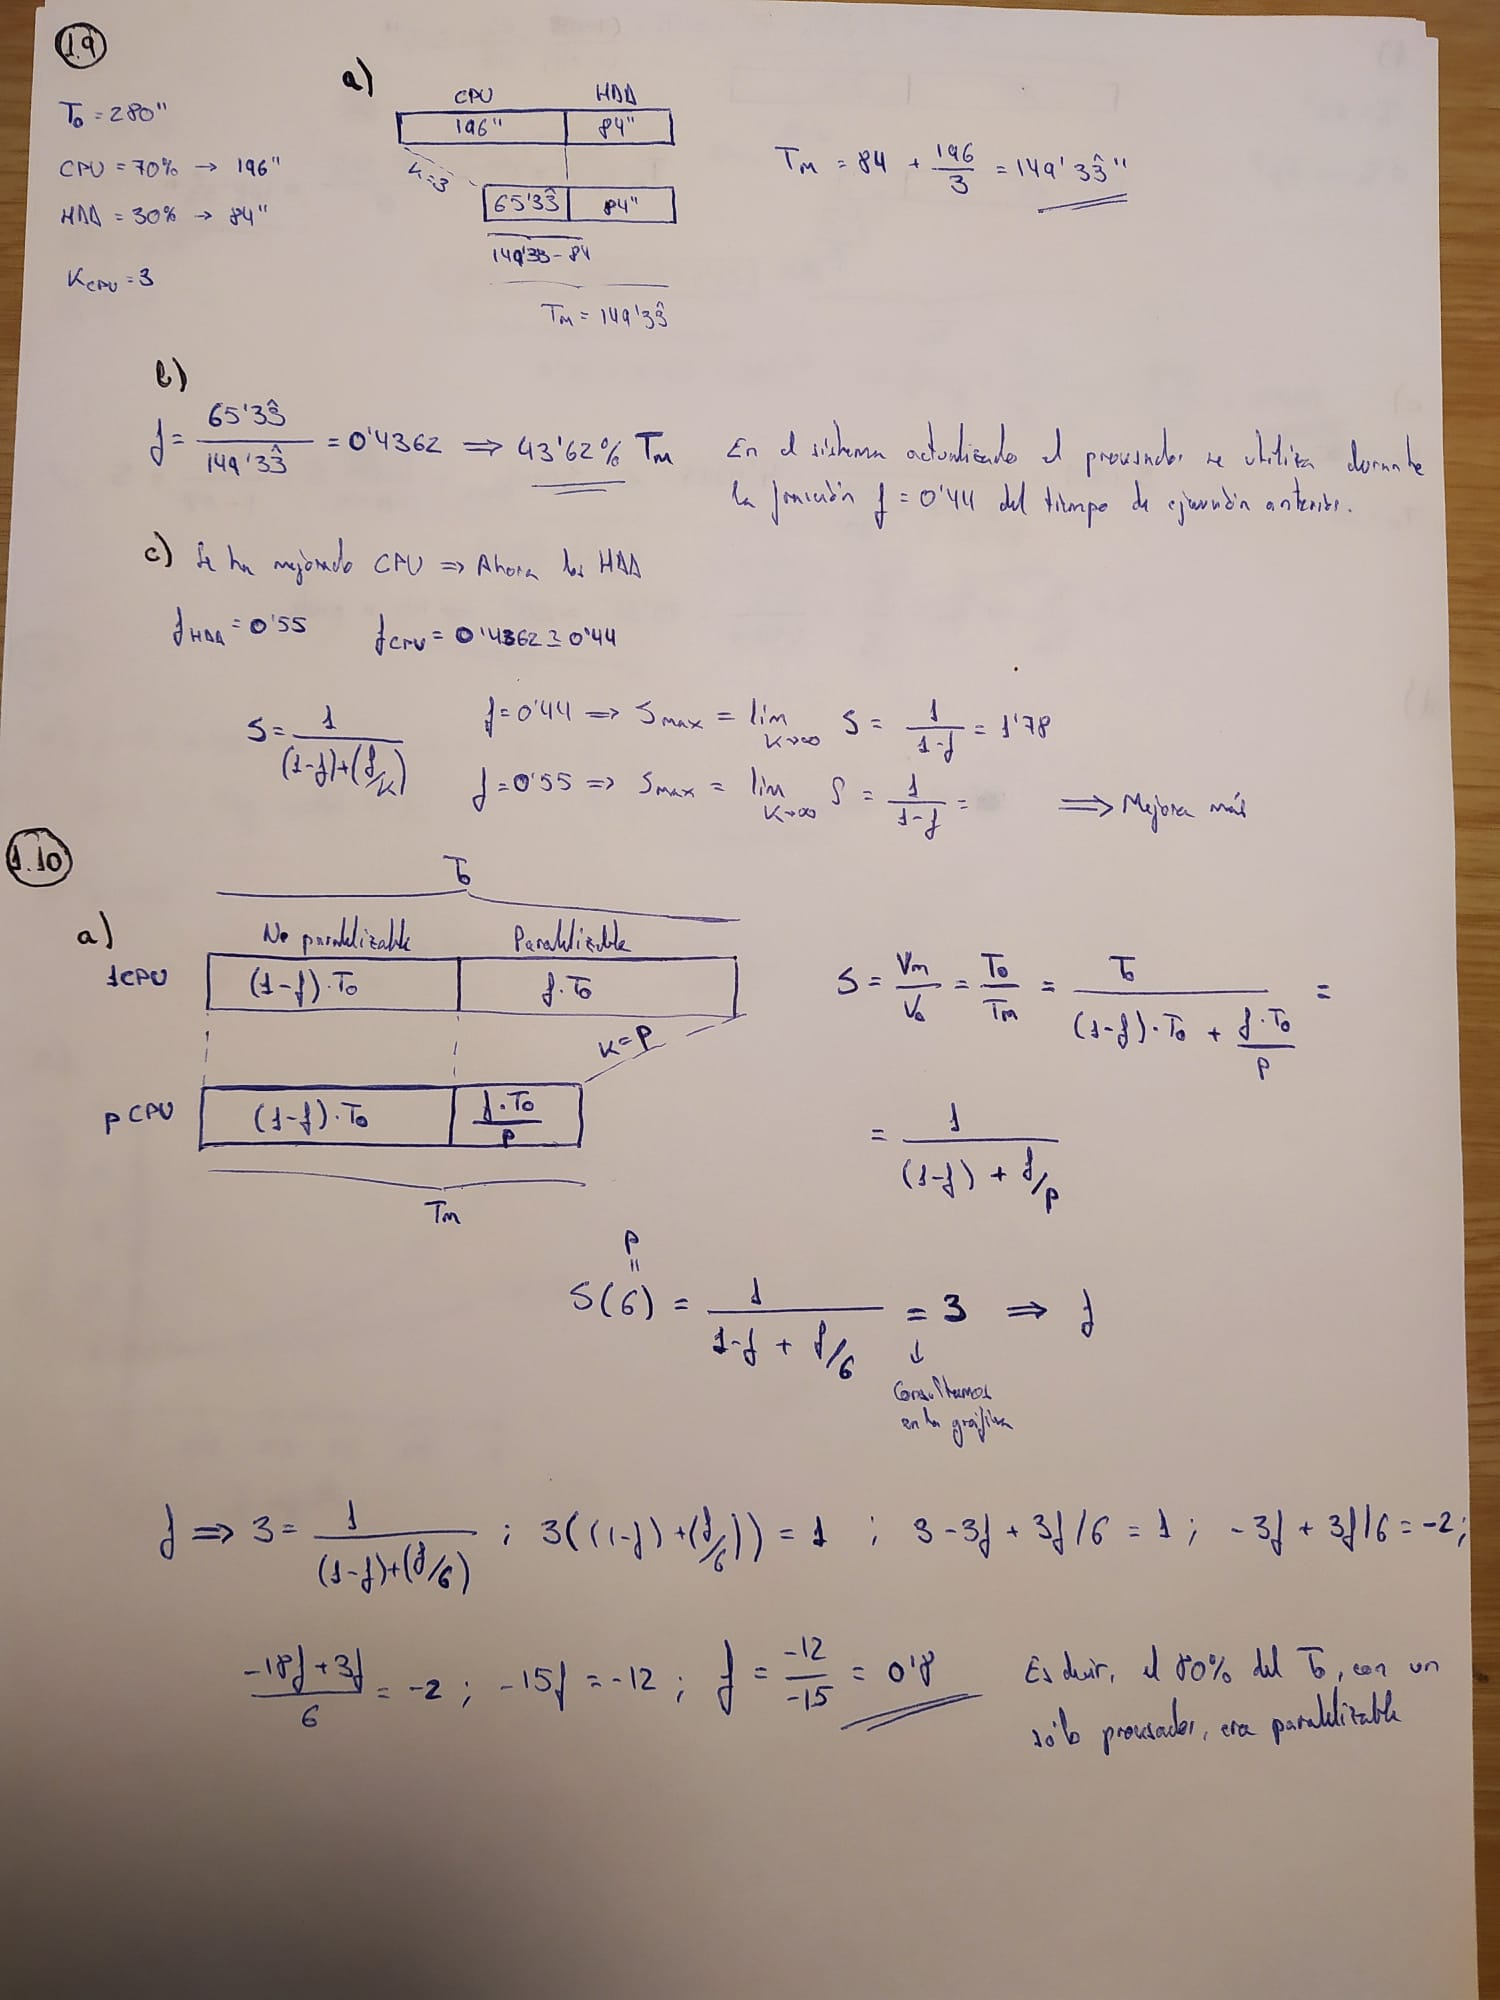 1.9
T₀ = 280"
CPU = 70% → 196"
HDD = 30% → 84"
K_CPU = 3
a)
CPU HDD
196" 84"
K=3
65'33̂ 84"
149'33 - 84
Tm = 149'33̂
Tm = 84 + 196/3 = 149'33̂"
b)
f = 65'33̂ / 149'33̂ = 0'4362 ⇒ 43'62% Tm
En el sistema actualizado el procesador se utiliza durante
la fracción f = 0'44 del tiempo de ejecución anterior.
c) Se ha mejorado CPU ⇒ Ahora los HDD
f_HDD = 0'55 f_CPU = 0'4362 ≃ 0'44
S = 1 / ((1-f)+(f/K))
f = 0'44 ⇒ Smax = lim K→∞ S = 1/(1-f) = 1'78
f = 0'55 ⇒ Smax = lim K→∞ S = 1/(1-f) = ⇒ Mejora más
1.10
a)
T₀
No paralelizable Paralelizable
1CPU (1-f)·T₀ f·T₀
K=P
P CPU (1-f)·T₀ f·T₀/P
Tm
S = Vm/V₀ = T₀/Tm = T₀ / ((1-f)·T₀ + f·T₀/P) =
= 1 / ((1-f) + f/P)
P
=
S(6) = 1 / (1-f + f/6) = 3 ⇒ f
↓
Consultamos
en la gráfica
f ⇒ 3 = 1 / ((1-f)+(f/6)) ; 3((1-f)+(f/6)) = 1 ; 3-3f + 3f/6 = 1 ; -3f + 3f/6 = -2 ;
(-18f+3f)/6 = -2 ; -15f = -12 ; f = -12/-15 = 0'8
Es decir, el 80% del T₀, con un
sólo procesador, era paralelizable